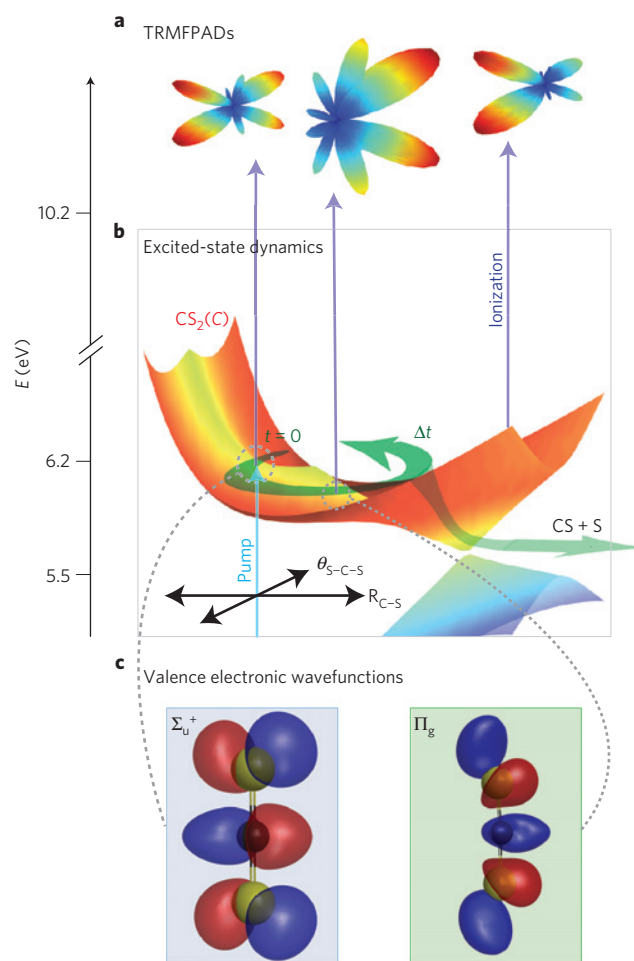 a
TRMFPADs
10.2
b
Excited-state dynamics
Ionization
CS₂(C)
E (eV)
t = 0
Δt
6.2
CS + S
θS–C–S
Pump
5.5
RC–S
c
Valence electronic wavefunctions
Σu⁺
Πg